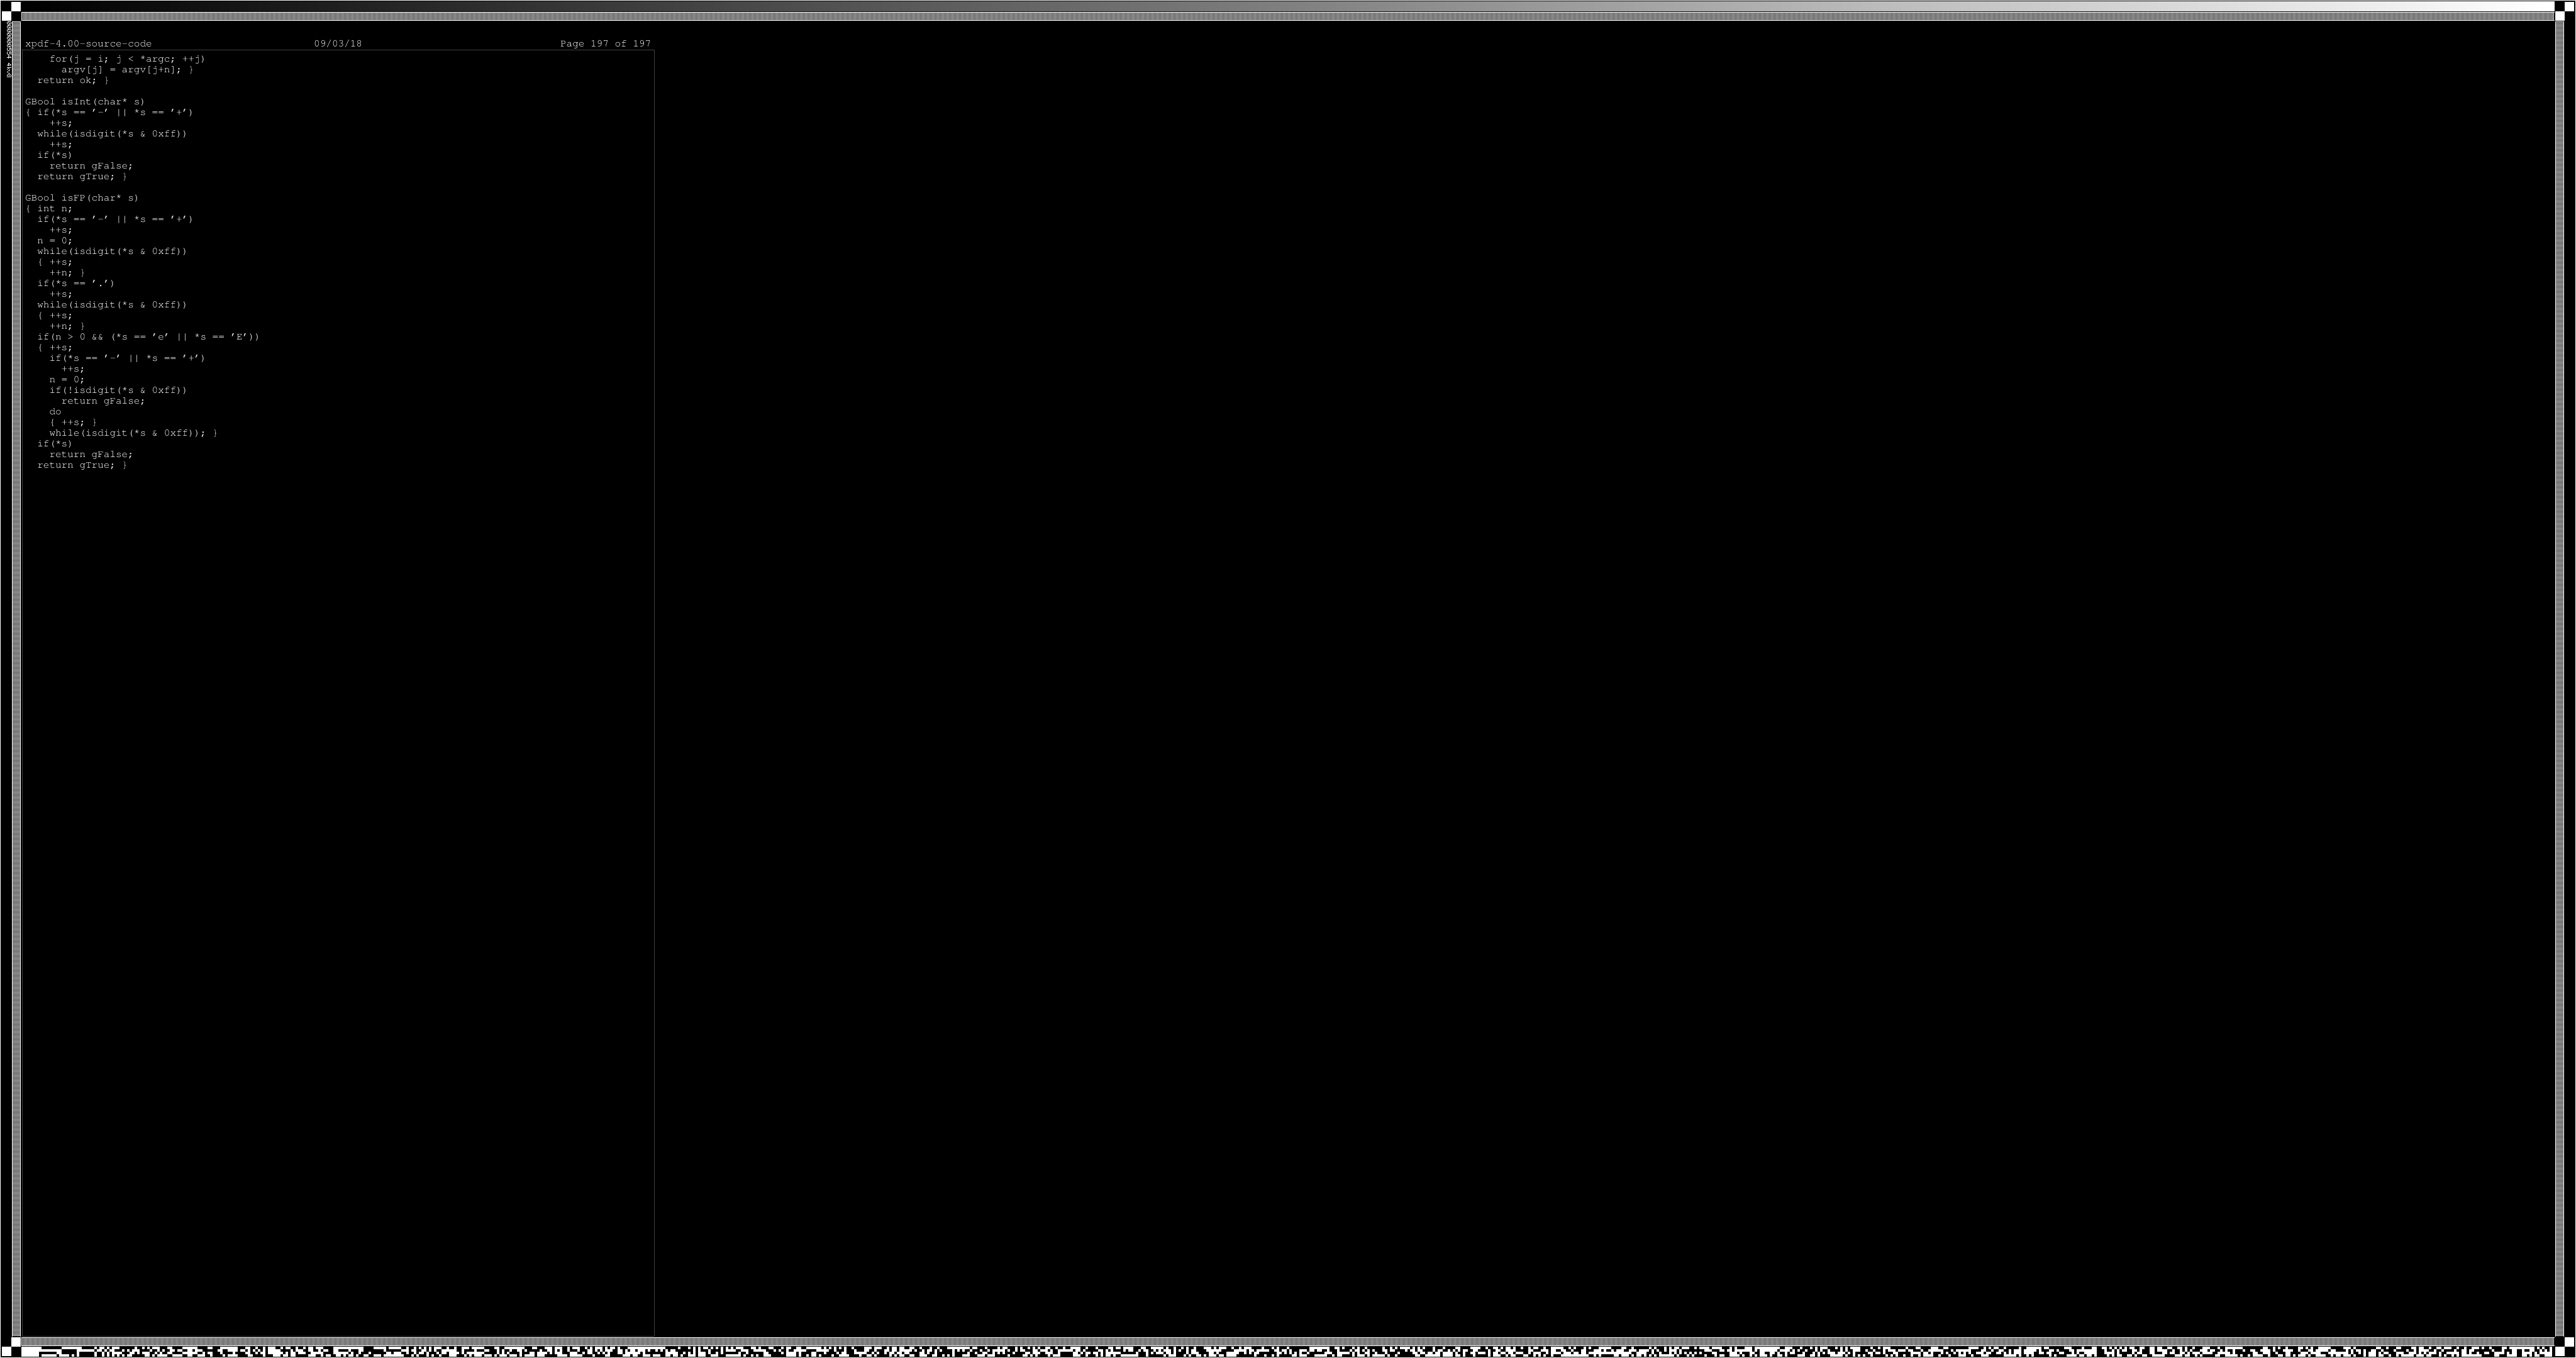 xpdf-4.00-source-code 09/03/18 Page 197 of 197
    for(j = i; j < *argc; ++j)
      argv[j] = argv[j+n]; }
  return ok; }

GBool isInt(char* s)
{ if(*s == '-' || *s == '+')
    ++s;
  while(isdigit(*s & 0xff))
    ++s;
  if(*s)
    return gFalse;
  return gTrue; }

GBool isFP(char* s)
{ int n;
  if(*s == '-' || *s == '+')
    ++s;
  n = 0;
  while(isdigit(*s & 0xff))
  { ++s;
    ++n; }
  if(*s == '.')
    ++s;
  while(isdigit(*s & 0xff))
  { ++s;
    ++n; }
  if(n > 0 && (*s == 'e' || *s == 'E'))
  { ++s;
    if(*s == '-' || *s == '+')
      ++s;
    n = 0;
    if(!isdigit(*s & 0xff))
      return gFalse;
    do
    { ++s; }
    while(isdigit(*s & 0xff)); }
  if(*s)
    return gFalse;
  return gTrue; }